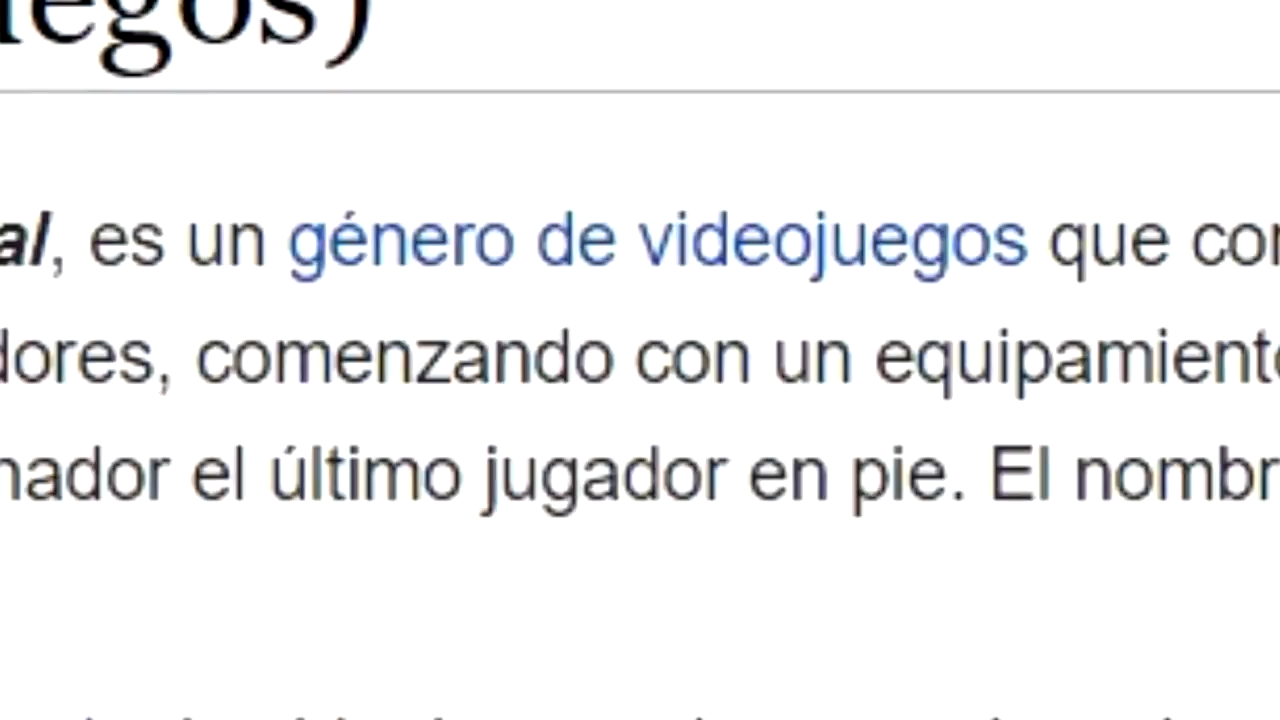 uegos)
al, es un género de videojuegos que con
dores, comenzando con un equipamiento
nador el último jugador en pie. El nombr